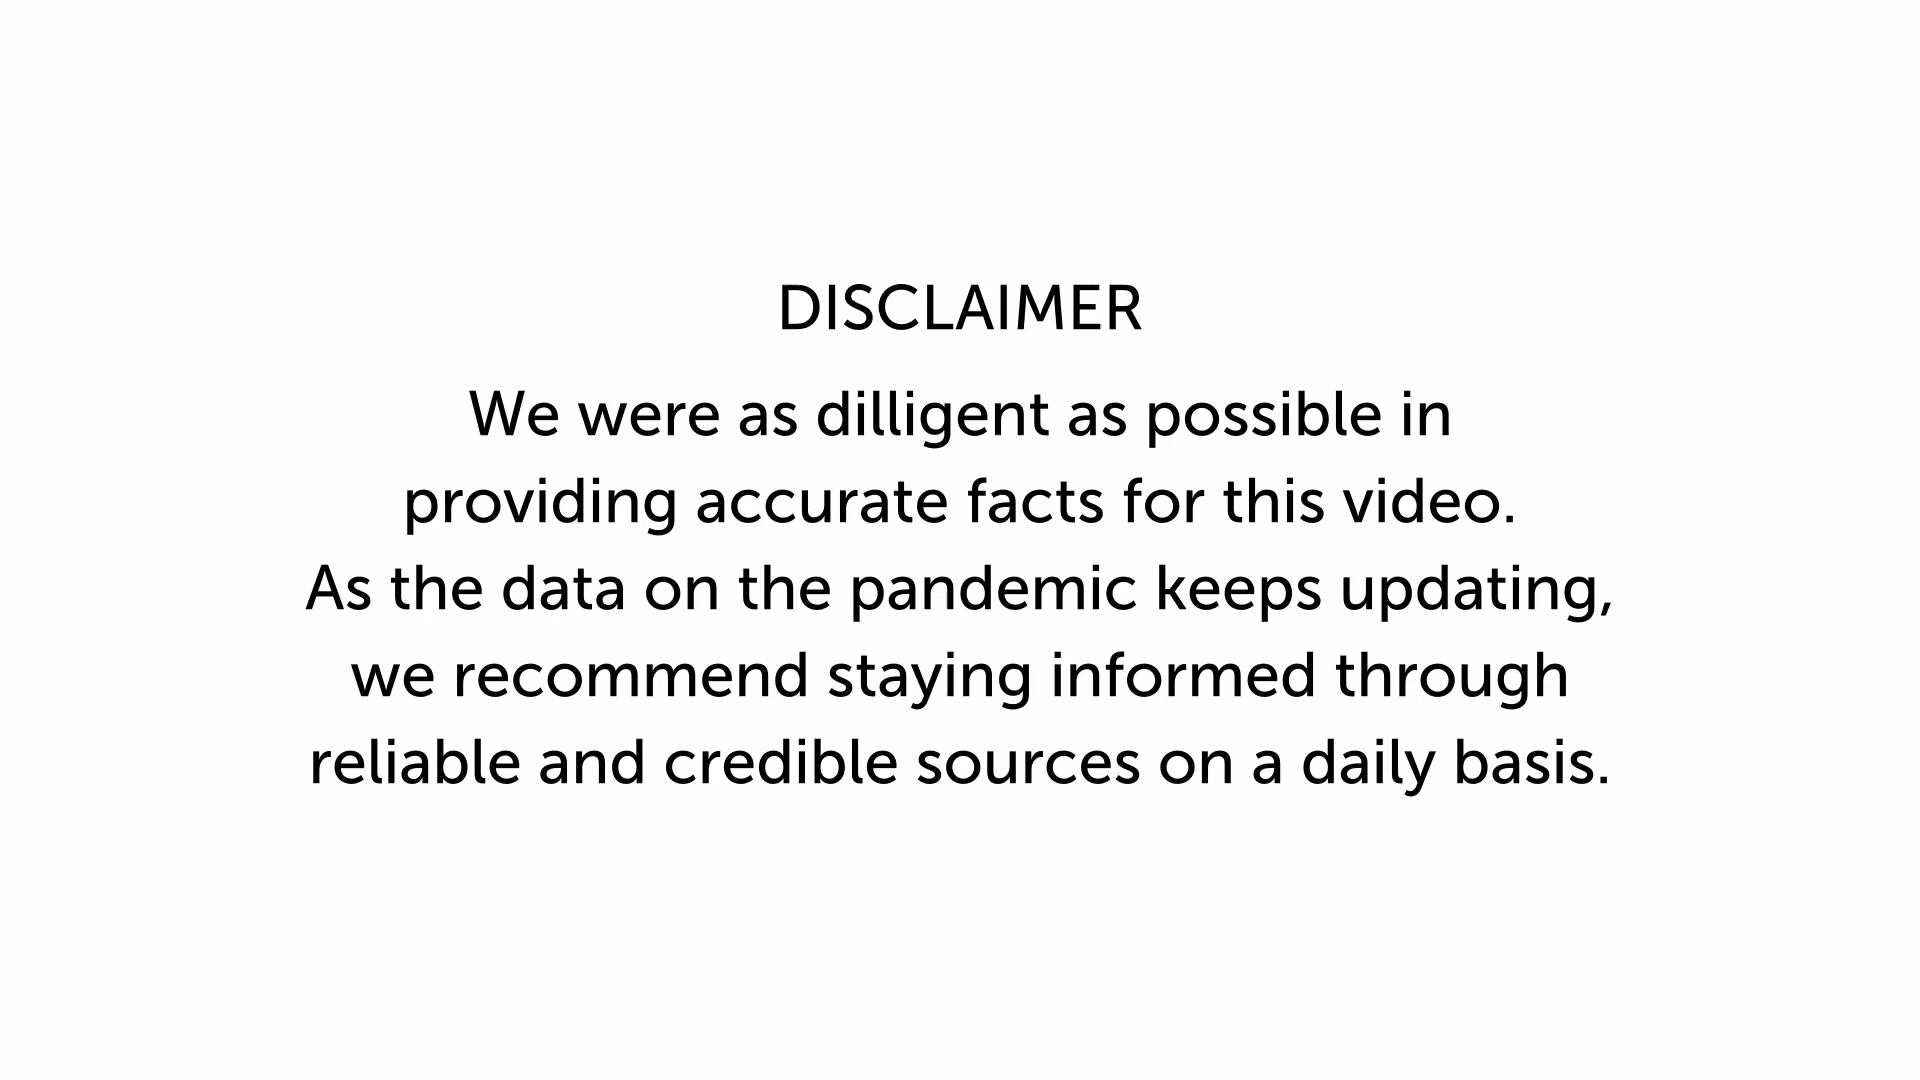 DISCLAIMER
We were as dilligent as possible in
providing accurate facts for this video.
As the data on the pandemic keeps updating,
we recommend staying informed through
reliable and credible sources on a daily basis.